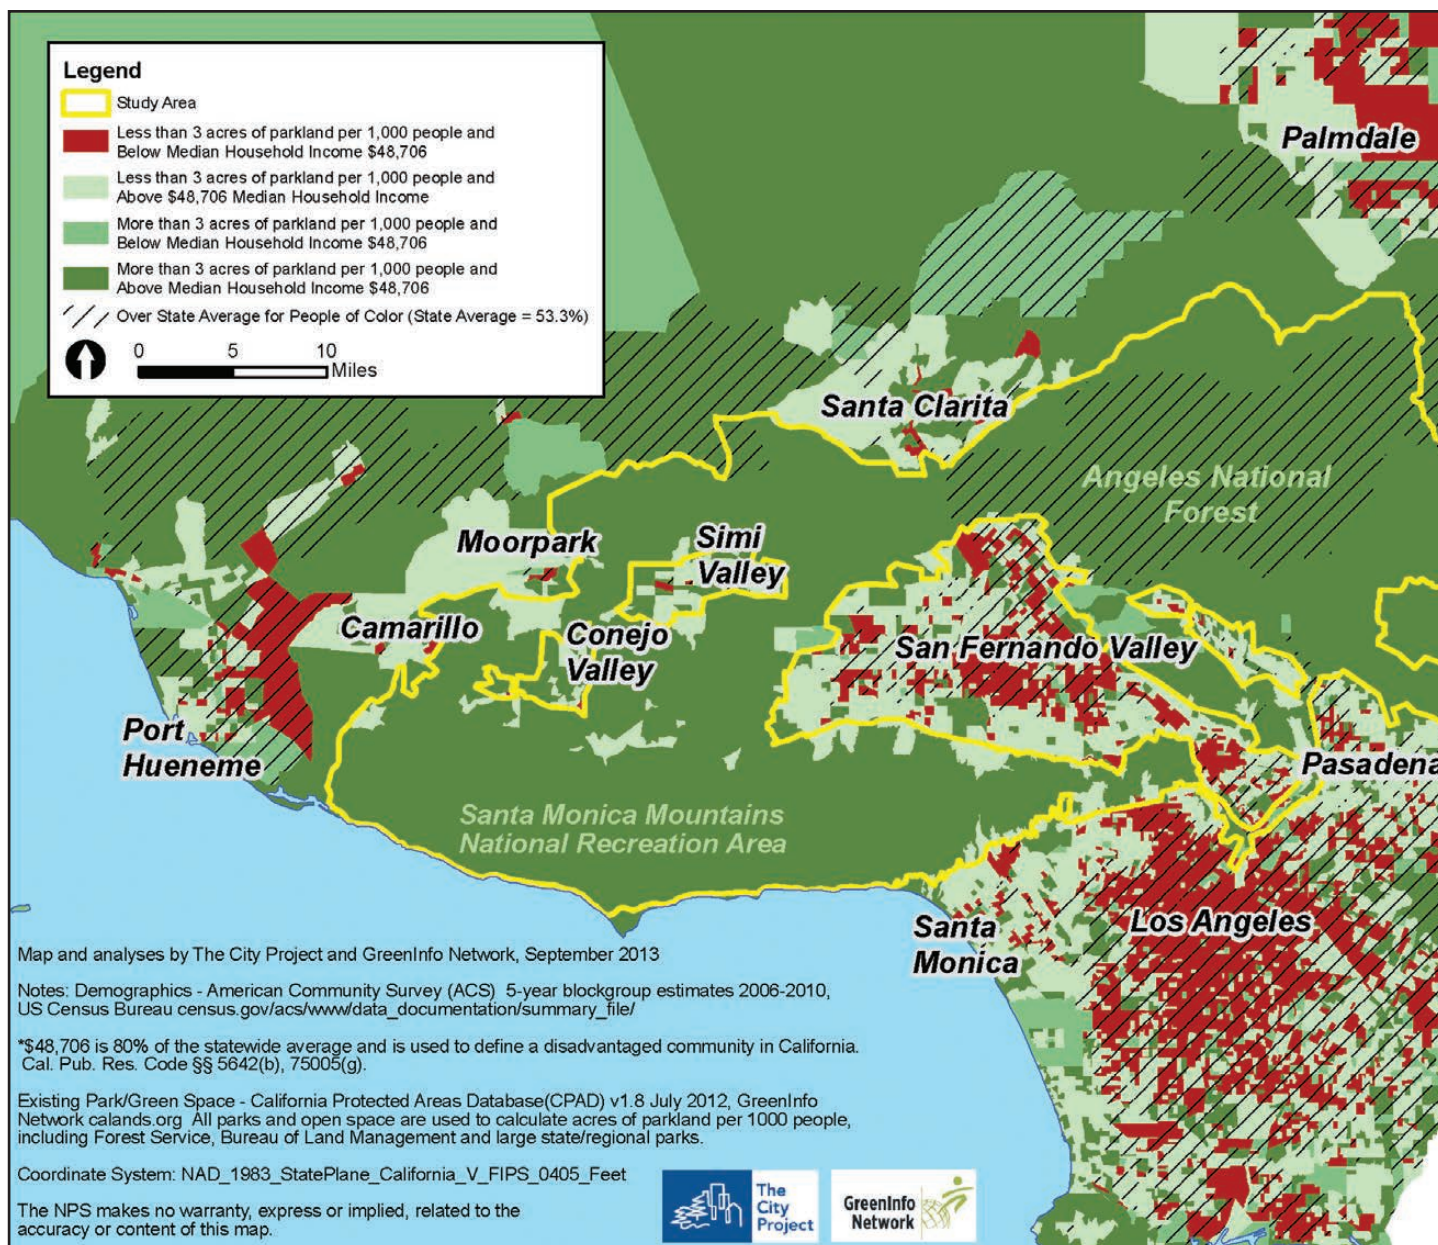 Legend
Study Area
Less than 3 acres of parkland per 1,000 people and
Below Median Household Income $48,706
Less than 3 acres of parkland per 1,000 people and
Above $48,706 Median Household Income
More than 3 acres of parkland per 1,000 people and
Below Median Household Income $48,706
More than 3 acres of parkland per 1,000 people and
Above Median Household Income $48,706
Over State Average for People of Color (State Average = 53.3%)
0 5 10
Miles
Palmdale
Santa Clarita
Angeles National
Forest
Moorpark
Simi
Valley
Camarillo
Conejo
Valley
San Fernando Valley
Port
Hueneme
Pasadena
Santa Monica Mountains
National Recreation Area
Santa
Monica
Los Angeles
Map and analyses by The City Project and GreenInfo Network, September 2013
Notes: Demographics - American Community Survey (ACS) 5-year blockgroup estimates 2006-2010,
US Census Bureau census.gov/acs/www/data_documentation/summary_file/
*$48,706 is 80% of the statewide average and is used to define a disadvantaged community in California.
Cal. Pub. Res. Code §§ 5642(b), 75005(g).
Existing Park/Green Space - California Protected Areas Database(CPAD) v1.8 July 2012, GreenInfo
Network calands.org All parks and open space are used to calculate acres of parkland per 1000 people,
including Forest Service, Bureau of Land Management and large state/regional parks.
Coordinate System: NAD_1983_StatePlane_California_V_FIPS_0405_Feet
The NPS makes no warranty, express or implied, related to the
accuracy or content of this map.
The
City
Project
GreenInfo
Network